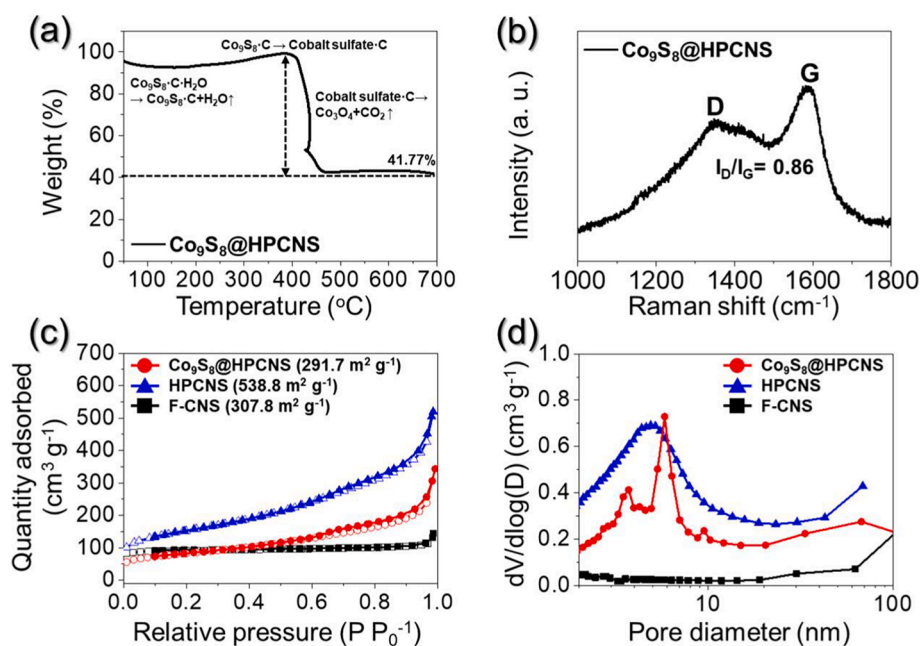 (a)
Weight (%)
100
80
60
40
20
0
Co₉S₈·C → Cobalt sulfate·C
Co₉S₈·C·H₂O
→ Co₉S₈·C+H₂O↑
Cobalt sulfate·C→
Co₃O₄+CO₂↑
41.77%
Co₉S₈@HPCNS
100 200 300 400 500 600 700
Temperature (°C)
(b)
Intensity (a. u.)
Co₉S₈@HPCNS
D
G
I_D/I_G= 0.86
1000 1200 1400 1600 1800
Raman shift (cm⁻¹)
(c)
Quantity adsorbed
(cm³ g⁻¹)
700
600
500
400
300
200
100
0
Co₉S₈@HPCNS (291.7 m² g⁻¹)
HPCNS (538.8 m² g⁻¹)
F-CNS (307.8 m² g⁻¹)
0.0 0.2 0.4 0.6 0.8 1.0
Relative pressure (P P₀⁻¹)
(d)
dV/dlog(D) (cm³ g⁻¹)
1.0
0.8
0.6
0.4
0.2
0.0
Co₉S₈@HPCNS
HPCNS
F-CNS
10 100
Pore diameter (nm)